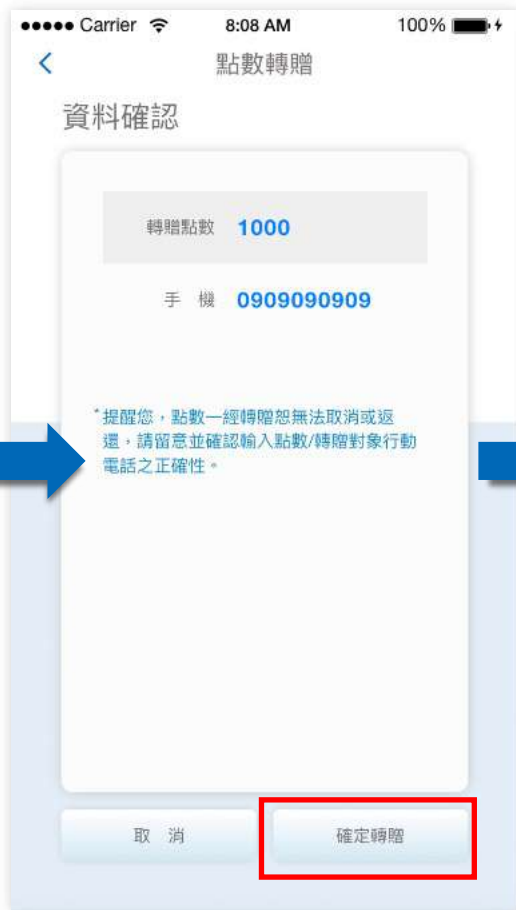 Carrier 8:08 AM 100%
點數轉贈
資料確認
轉贈點數 1000
手 機 0909090909
*提醒您，點數一經轉贈恕無法取消或返
還，請留意並確認輸入點數/轉贈對象行動
電話之正確性。
取 消 確定轉贈